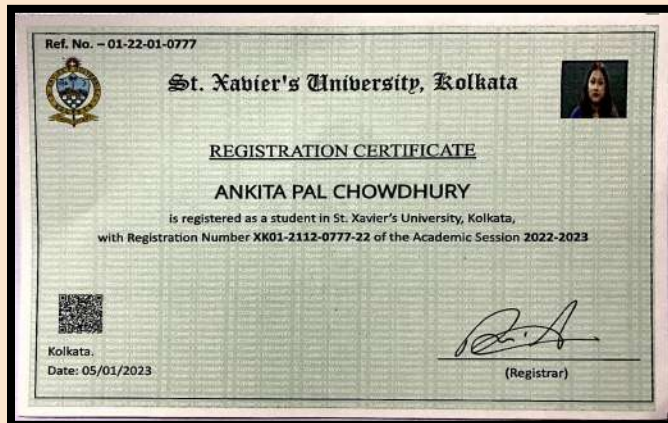 Ref. No. – 01-22-01-0777
St. Xavier's University, Kolkata
REGISTRATION CERTIFICATE
ANKITA PAL CHOWDHURY
is registered as a student in St. Xavier's University, Kolkata,
with Registration Number XK01-2112-0777-22 of the Academic Session 2022-2023
Kolkata.
Date: 05/01/2023
(Registrar)